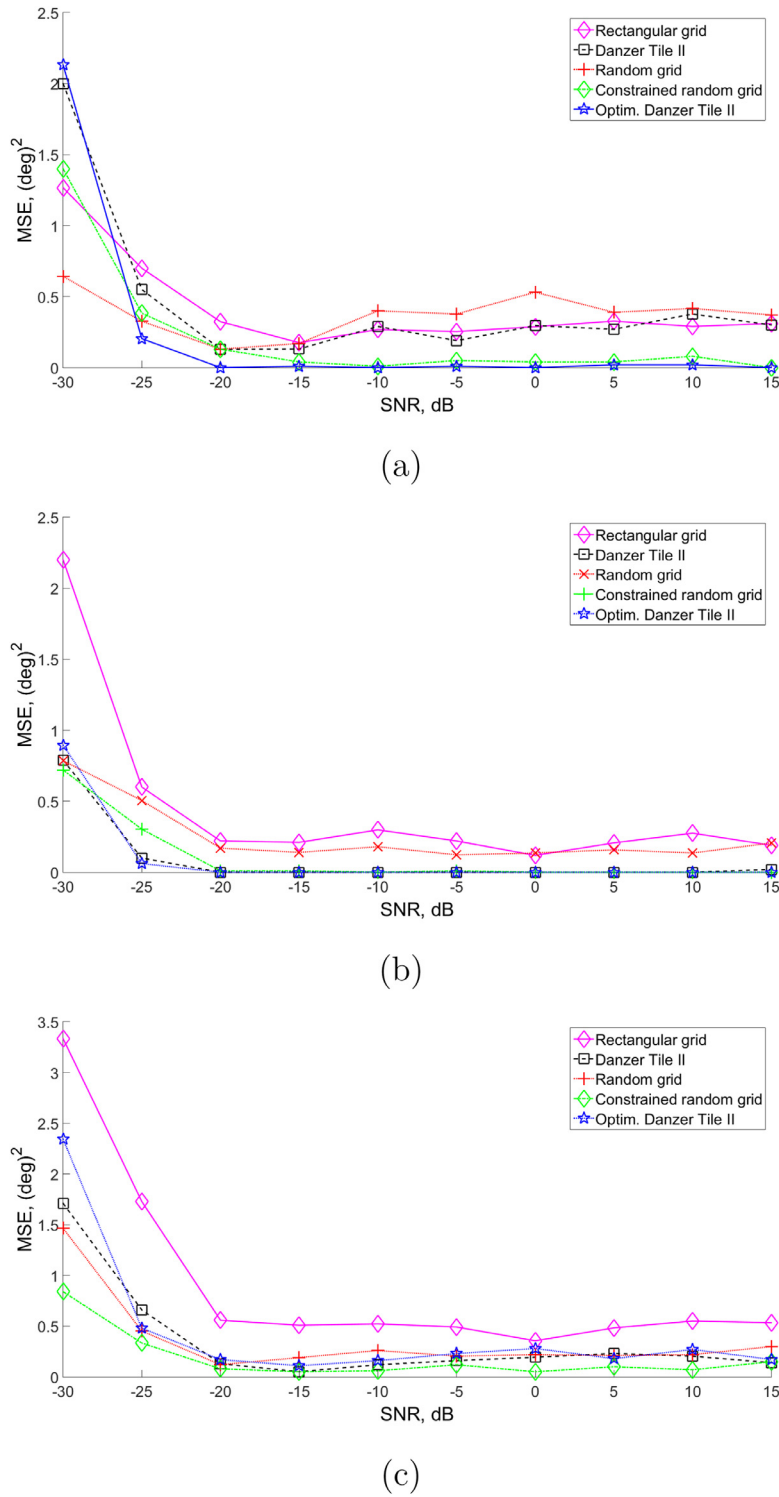 2.5
2
1.5
1
0.5
0
MSE, (deg)2
-30 -25 -20 -15 -10 -5 0 5 10 15
SNR, dB
Rectangular grid
Danzer Tile II
Random grid
Constrained random grid
Optim. Danzer Tile II
(a)
2.5
2
1.5
1
0.5
0
MSE, (deg)2
-30 -25 -20 -15 -10 -5 0 5 10 15
SNR, dB
Rectangular grid
Danzer Tile II
Random grid
Constrained random grid
Optim. Danzer Tile II
(b)
3.5
3
2.5
2
1.5
1
0.5
0
MSE, (deg)2
-30 -25 -20 -15 -10 -5 0 5 10 15
SNR, dB
Rectangular grid
Danzer Tile II
Random grid
Constrained random grid
Optim. Danzer Tile II
(c)